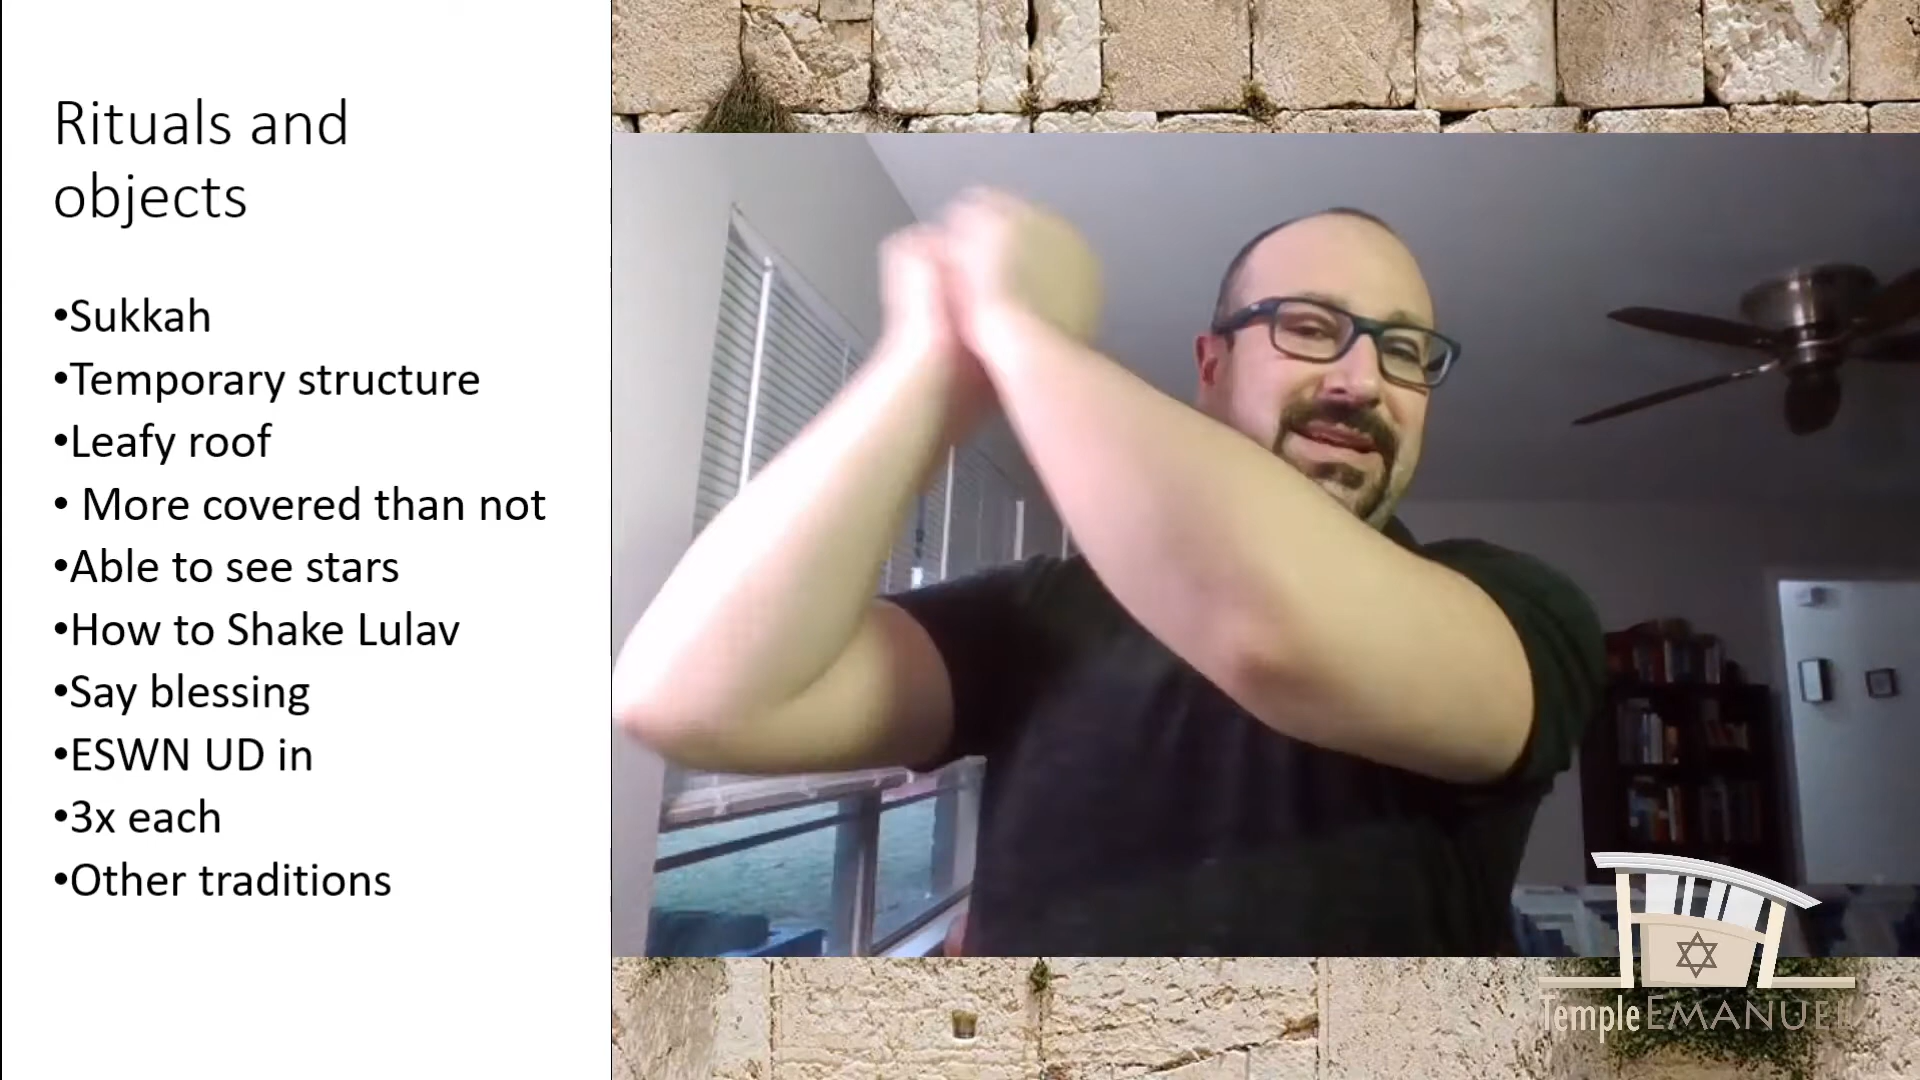 Rituals and
objects
•Sukkah
•Temporary structure
•Leafy roof
• More covered than not
•Able to see stars
•How to Shake Lulav
•Say blessing
•ESWN UD in
•3x each
•Other traditions
Temple EMANUEL